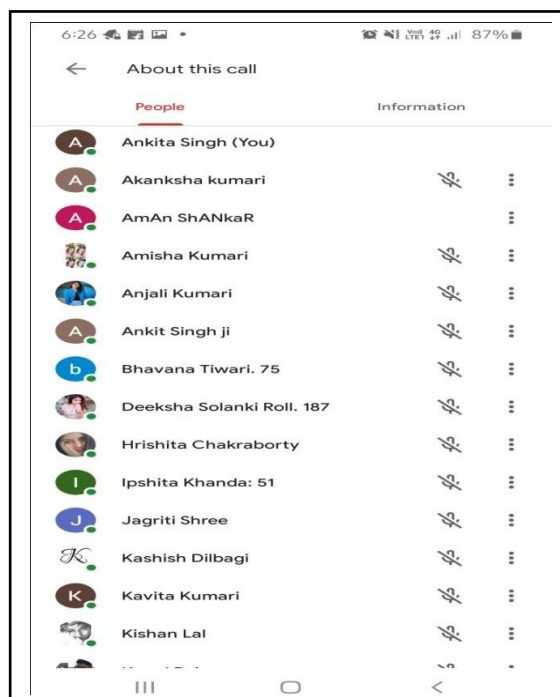 6:26 87%
About this call
People Information
A Ankita Singh (You)
A Akanksha kumari
A AmAn ShANkaR
Amisha Kumari
Anjali Kumari
A Ankit Singh ji
b Bhavana Tiwari. 75
Deeksha Solanki Roll. 187
Hrishita Chakraborty
I Ipshita Khanda: 51
J Jagriti Shree
K Kashish Dilbagi
K Kavita Kumari
Kishan Lal